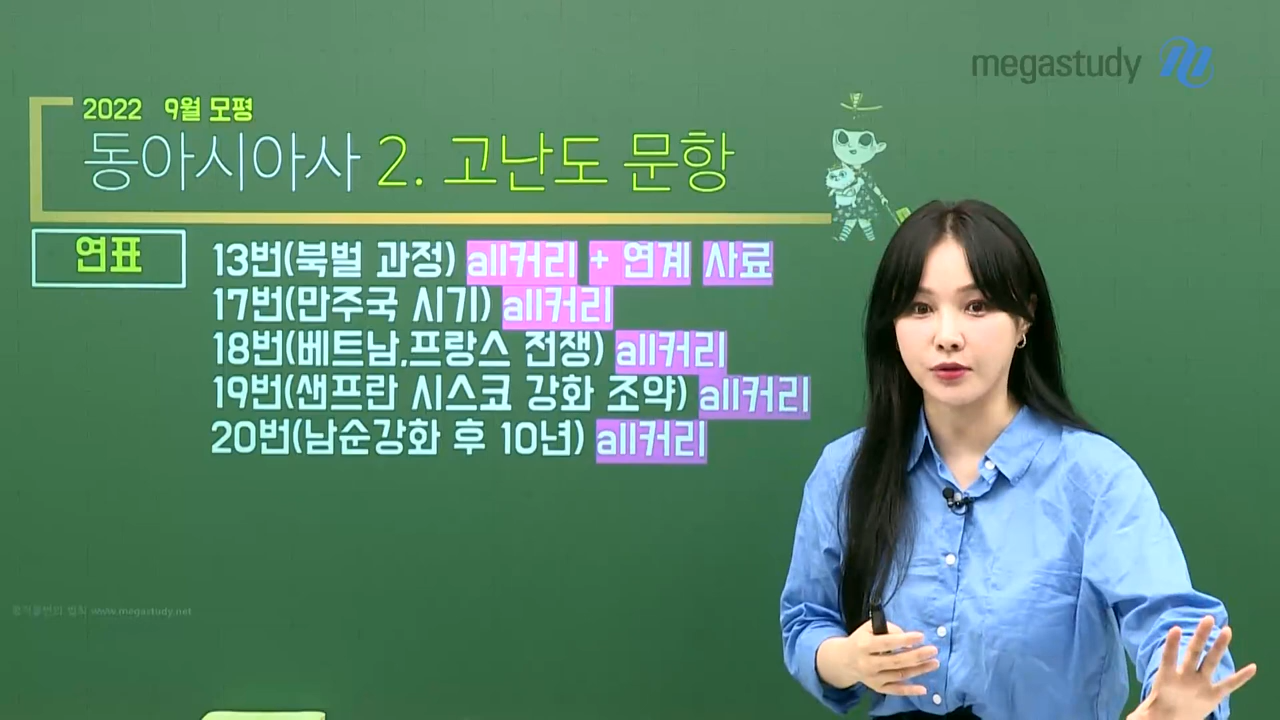 megastudy
2022 9월 모평
동아시아사 2. 고난도 문항
연표
13번(북벌 과정) all커리 + 연계 사료
17번(만주국 시기) all커리
18번(베트남,프랑스 전쟁) all커리
19번(샌프란 시스코 강화 조약) all커리
20번(남순강화 후 10년) all커리
www.megastudy.net